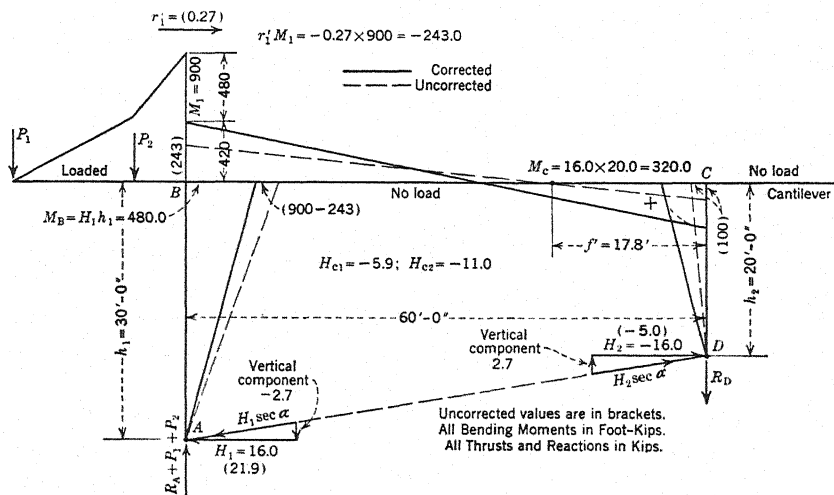 r₁′ = (0.27)
r₁′M₁ = −0.27 × 900 = −243.0
Corrected
Uncorrected
M₁ = 900
480
420
(243)
P₁
P₂
Loaded
B
No load
M_C = 16.0 × 20.0 = 320.0
C
No load
Cantilever
M_B = H₁h₁ = 480.0
(900−243)
+
(100)
f′ = 17.8′
h₂ = 20′-0″
H_C1 = −5.9; H_C2 = −11.0
h₁ = 30′-0″
60′-0″
(−5.0)
H₂ = −16.0
D
Vertical
component
2.7
H₂ sec α
R_D
Vertical
component
−2.7
H₁ sec α
A
H₁ = 16.0
(21.9)
R_A + P₁ + P₂
Uncorrected values are in brackets.
All Bending Moments in Foot-Kips.
All Thrusts and Reactions in Kips.